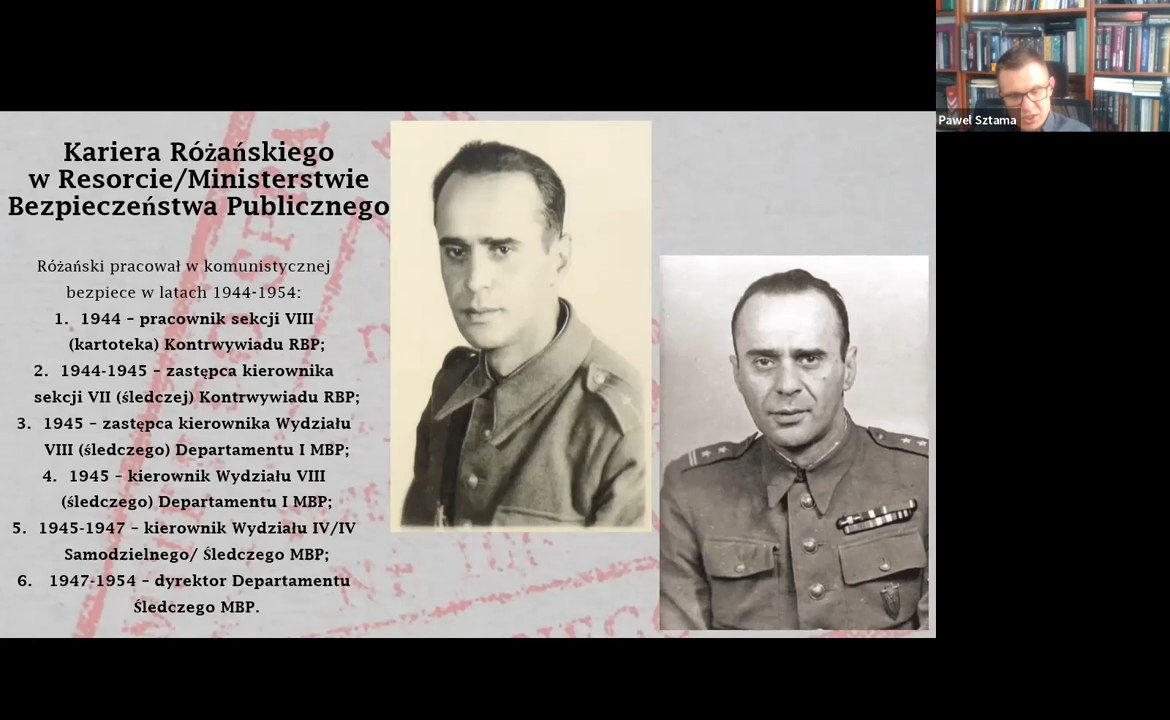 Kariera Różańskiego
w Resorcie/Ministerstwie
Bezpieczeństwa Publicznego
Różański pracował w komunistycznej
bezpiece w latach 1944-1954:
1. 1944 – pracownik sekcji VIII
(kartoteka) Kontrwywiadu RBP;
2. 1944-1945 – zastępca kierownika
sekcji VII (śledczej) Kontrwywiadu RBP;
3. 1945 – zastępca kierownika Wydziału
VIII (śledczego) Departamentu I MBP;
4. 1945 – kierownik Wydziału VIII
(śledczego) Departamentu I MBP;
5. 1945-1947 – kierownik Wydziału IV/IV
Samodzielnego/ Śledczego MBP;
6. 1947-1954 – dyrektor Departamentu
Śledczego MBP.
Paweł Sztama